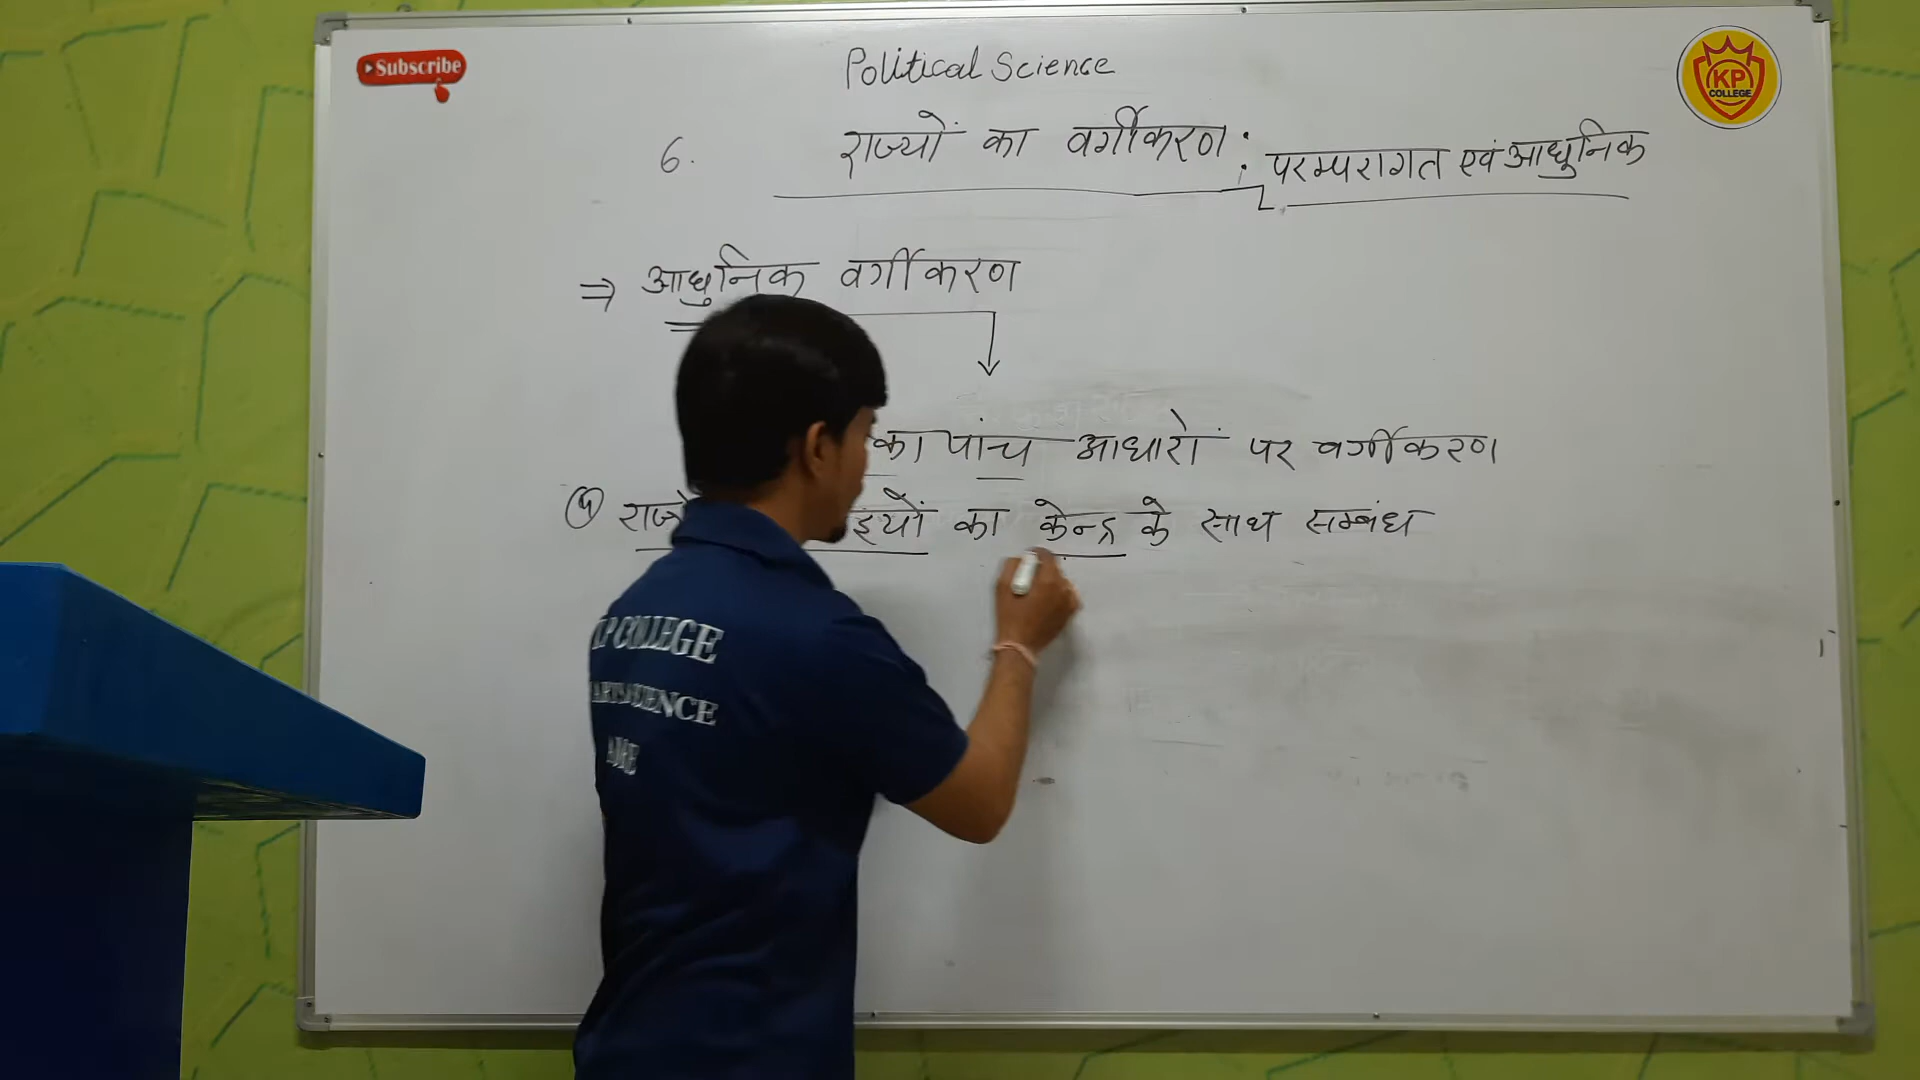 Subscribe
Political Science
KP
COLLEGE
6. राज्यों का वर्गीकरण : परम्परागत एवं आधुनिक
⇒ आधुनिक वर्गीकरण
का पांच आधारों पर वर्गीकरण
इयों का केन्द्र के साथ सम्बंध
COLLEGE